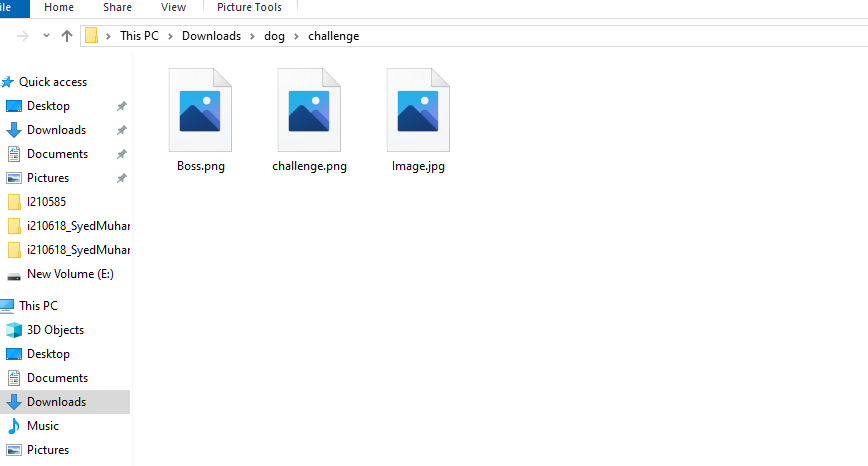 ile Home Share View Picture Tools
This PC > Downloads > dog > challenge
Quick access
Desktop
Downloads
Documents
Pictures
I210585
i210618_SyedMuhar
i210618_SyedMuhar
New Volume (E:)
This PC
3D Objects
Desktop
Documents
Downloads
Music
Pictures
Boss.png challenge.png Image.jpg